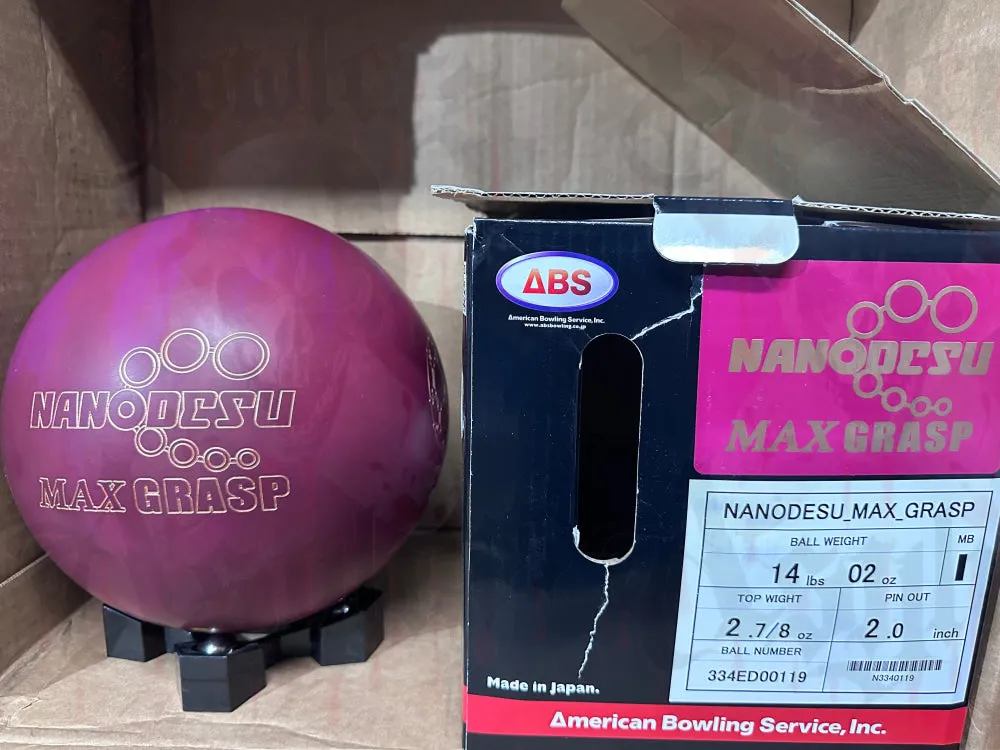 NANODESU
MAX GRASP
ABS
American Bowling Service, Inc.
www.absbowling.co.jp
NANODESU
MAX GRASP
NANODESU_MAX_GRASP
BALL WEIGHT
MB
14 lbs 02 oz
I
TOP WIGHT
PIN OUT
2 .7/8 oz
2 .0 inch
BALL NUMBER
334ED00119
N3340119
Made in Japan.
American Bowling Service, Inc.